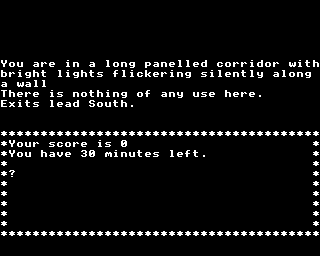 You are in a long panelled corridor with
bright lights flickering silently along
a wall
There is nothing of any use here.
Exits lead South.
****************************************
*Your score is 0                       *
*You have 30 minutes left.             *
*                                      *
*?                                     *
*                                      *
*                                      *
*                                      *
*                                      *
*                                      *
****************************************